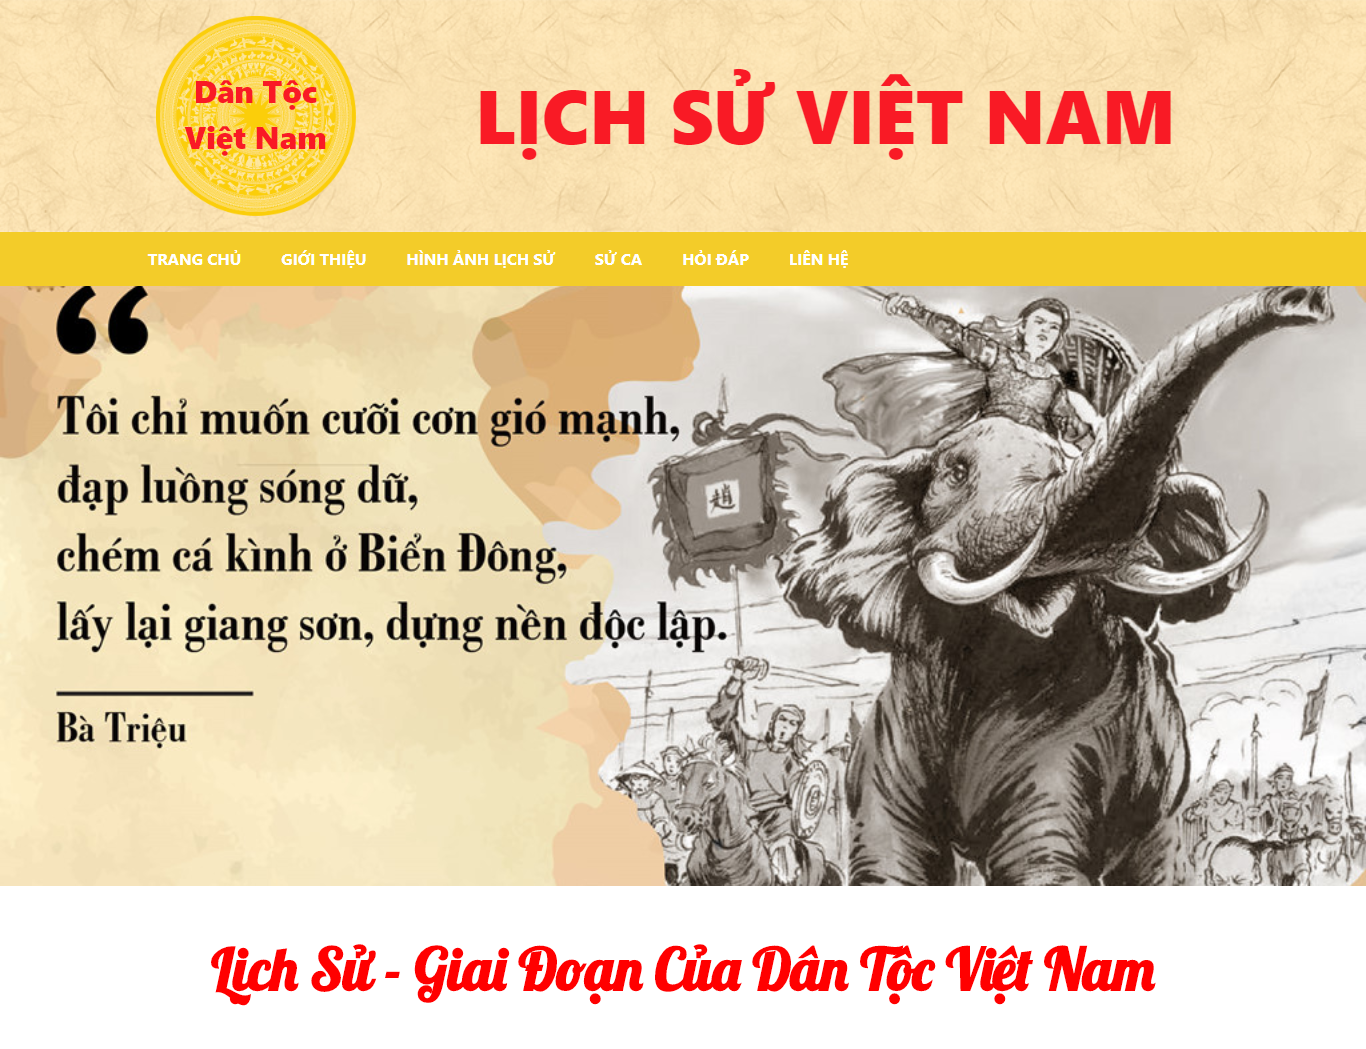 Dân Tộc
Việt Nam
LỊCH SỬ VIỆT NAM
TRANG CHỦ GIỚI THIỆU HÌNH ẢNH LỊCH SỬ SỬ CA HỎI ĐÁP LIÊN HỆ
“
Tôi chỉ muốn cưỡi cơn gió mạnh,
đạp luồng sóng dữ,
chém cá kình ở Biển Đông,
lấy lại giang sơn, dựng nền độc lập.
Bà Triệu
趙
Lịch Sử - Giai Đoạn Của Dân Tộc Việt Nam